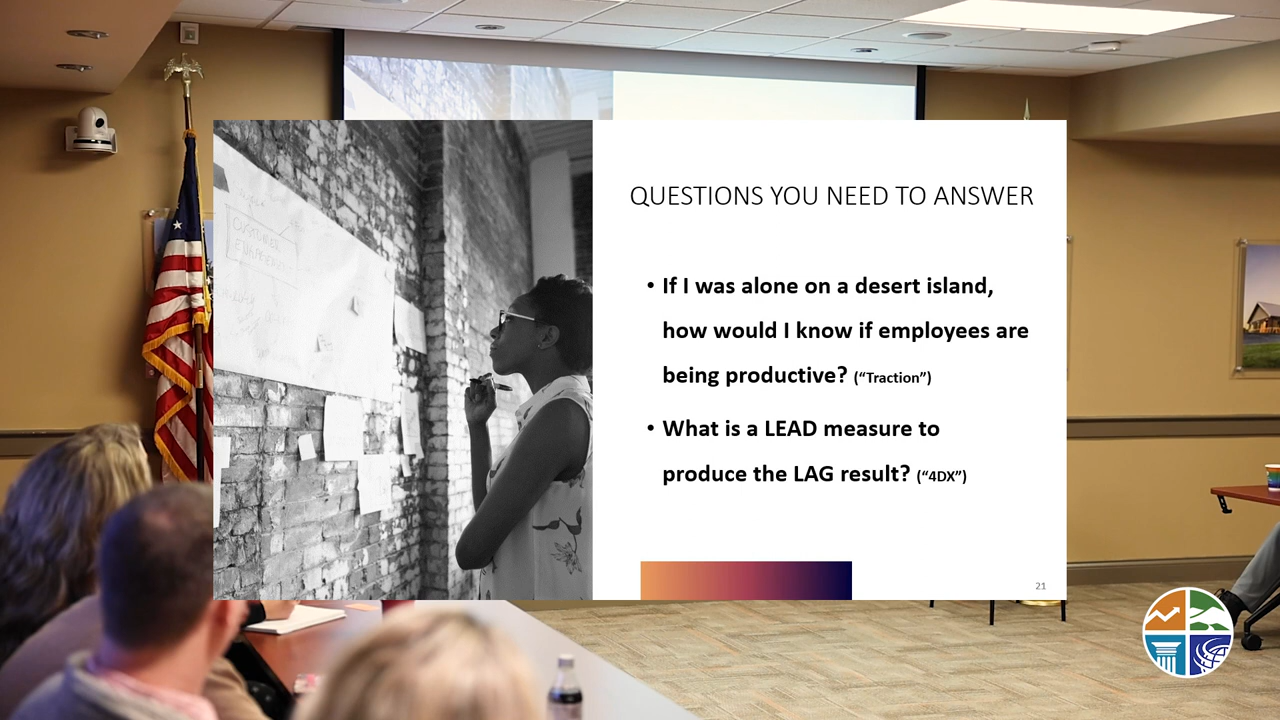 QUESTIONS YOU NEED TO ANSWER
• If I was alone on a desert island,
how would I know if employees are
being productive? (“Traction”)
• What is a LEAD measure to
produce the LAG result? (“4DX”)
21
CUSTOMER